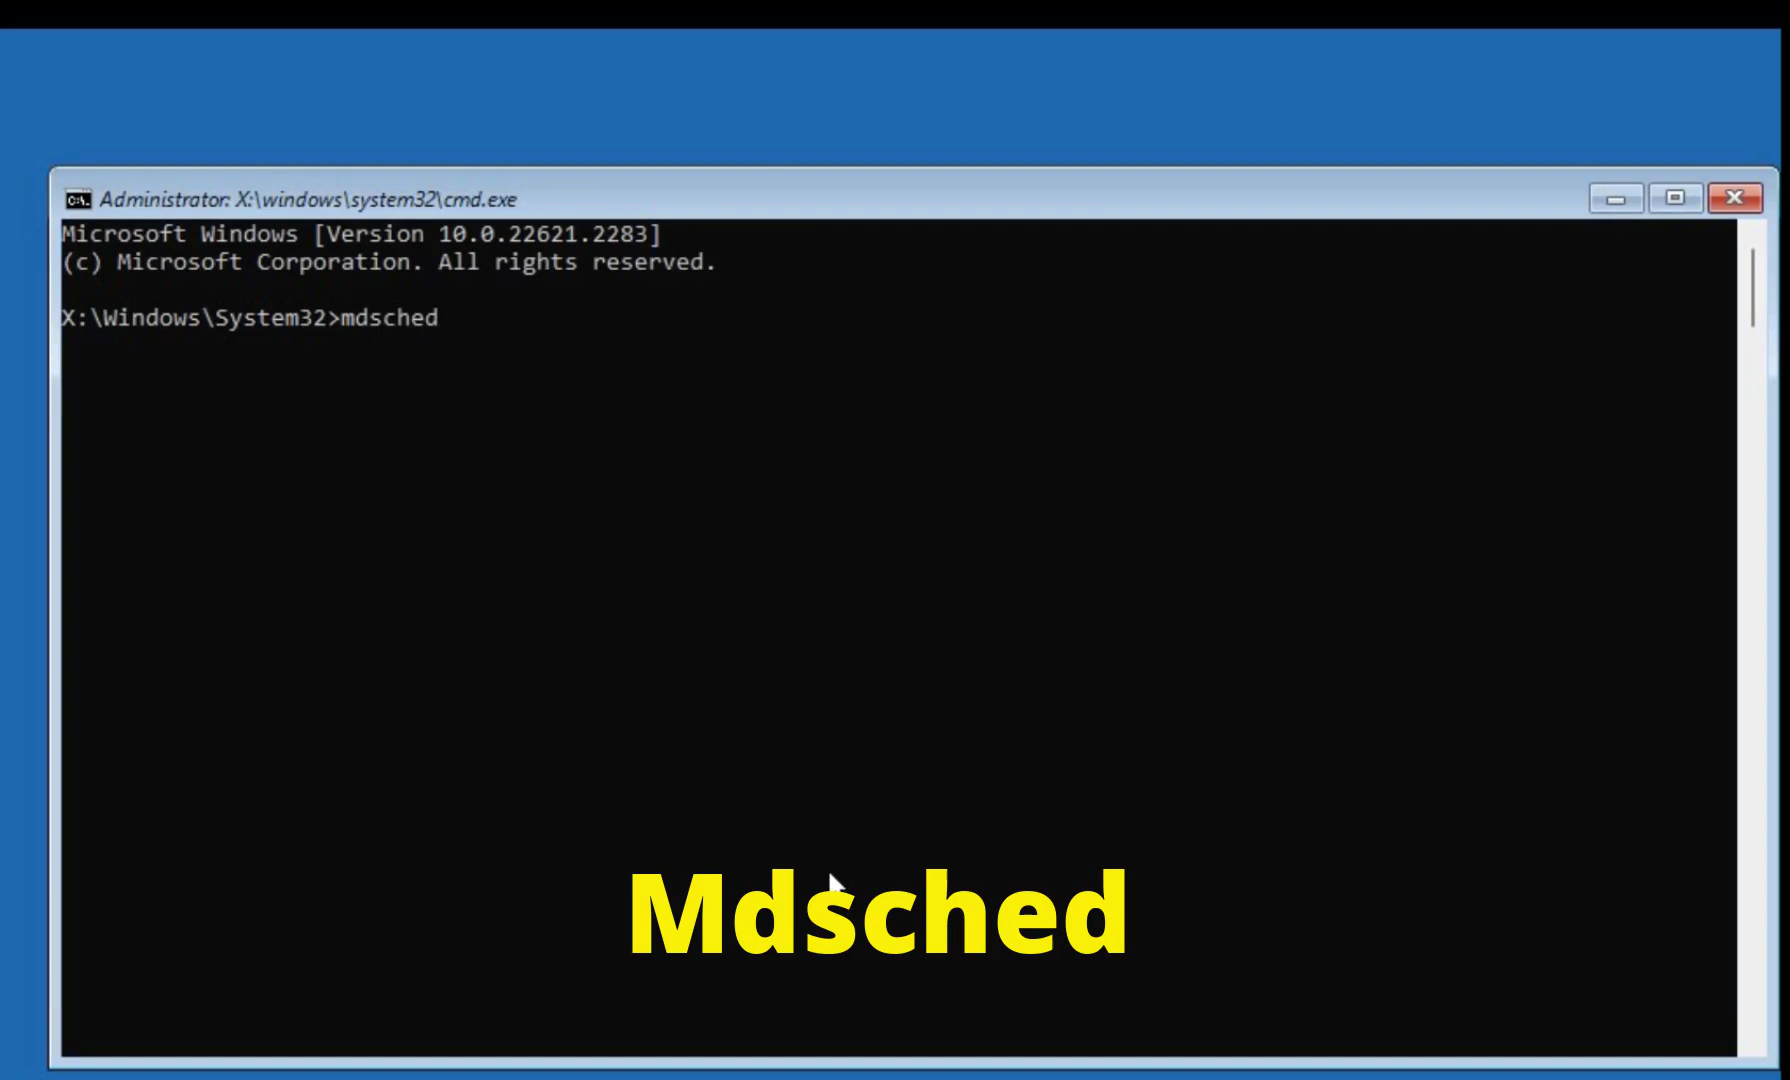 Administrator: X:\windows\system32\cmd.exe
Microsoft Windows [Version 10.0.22621.2283]
(c) Microsoft Corporation. All rights reserved.
X:\Windows\System32>mdsched
Mdsched